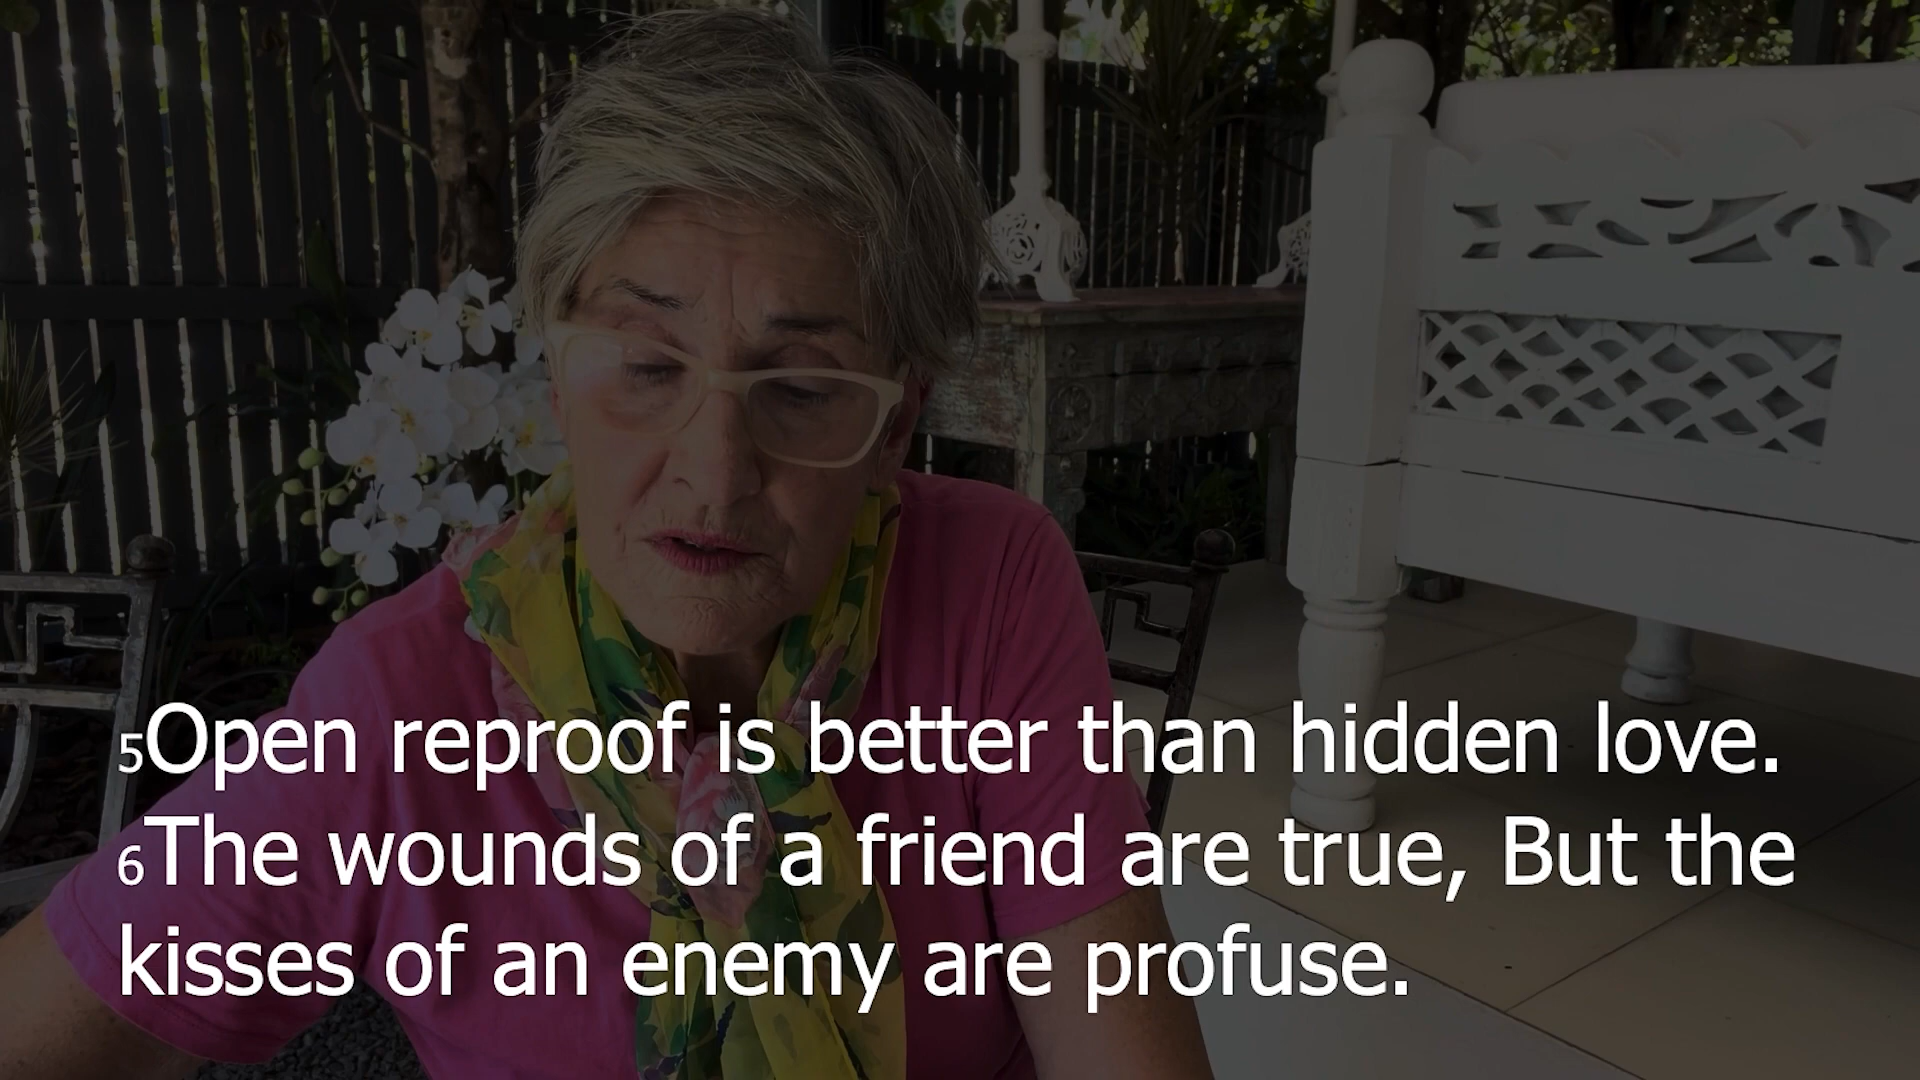 5Open reproof is better than hidden love.
6The wounds of a friend are true, But the
kisses of an enemy are profuse.